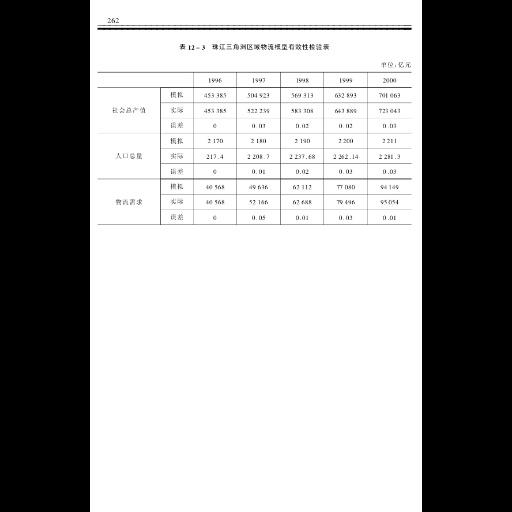 262
表 12-3 珠江三角洲区域物流模型有效性检验表
单位:亿元
1996 1997 1998 1999 2000
社会总产值 模拟 453 385 504 923 569 313 632 893 701 063
实际 453 385 522 239 583 308 643 889 723 043
误差 0 0.03 0.02 0.02 0.03
人口总量 模拟 2 170 2 180 2 190 2 200 2 211
实际 217.4 2 208.7 2 237.68 2 262.14 2 281.3
误差 0 0.01 0.02 0.03 0.03
物流需求 模拟 40 568 49 636 62 112 77 080 94 149
实际 40 568 52 166 62 688 79 496 95 054
误差 0 0.05 0.01 0.03 0.01